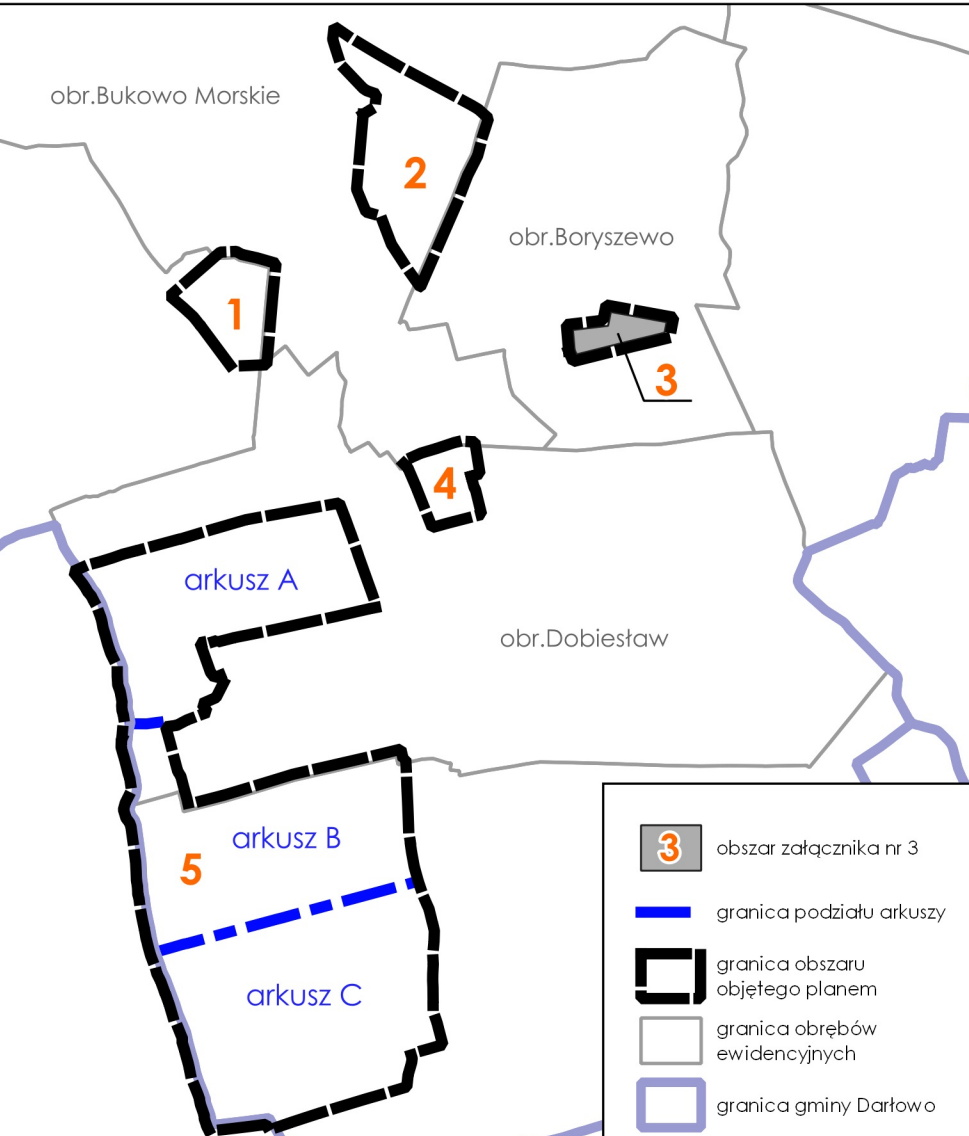 obr.Bukowo Morskie
2
obr.Boryszewo
1
3
4
arkusz A
obr.Dobiesław
arkusz B
5
arkusz C
3 obszar załącznika nr 3
granica podziału arkuszy
granica obszaru
objętego planem
granica obrębów
ewidencyjnych
granica gminy Darłowo